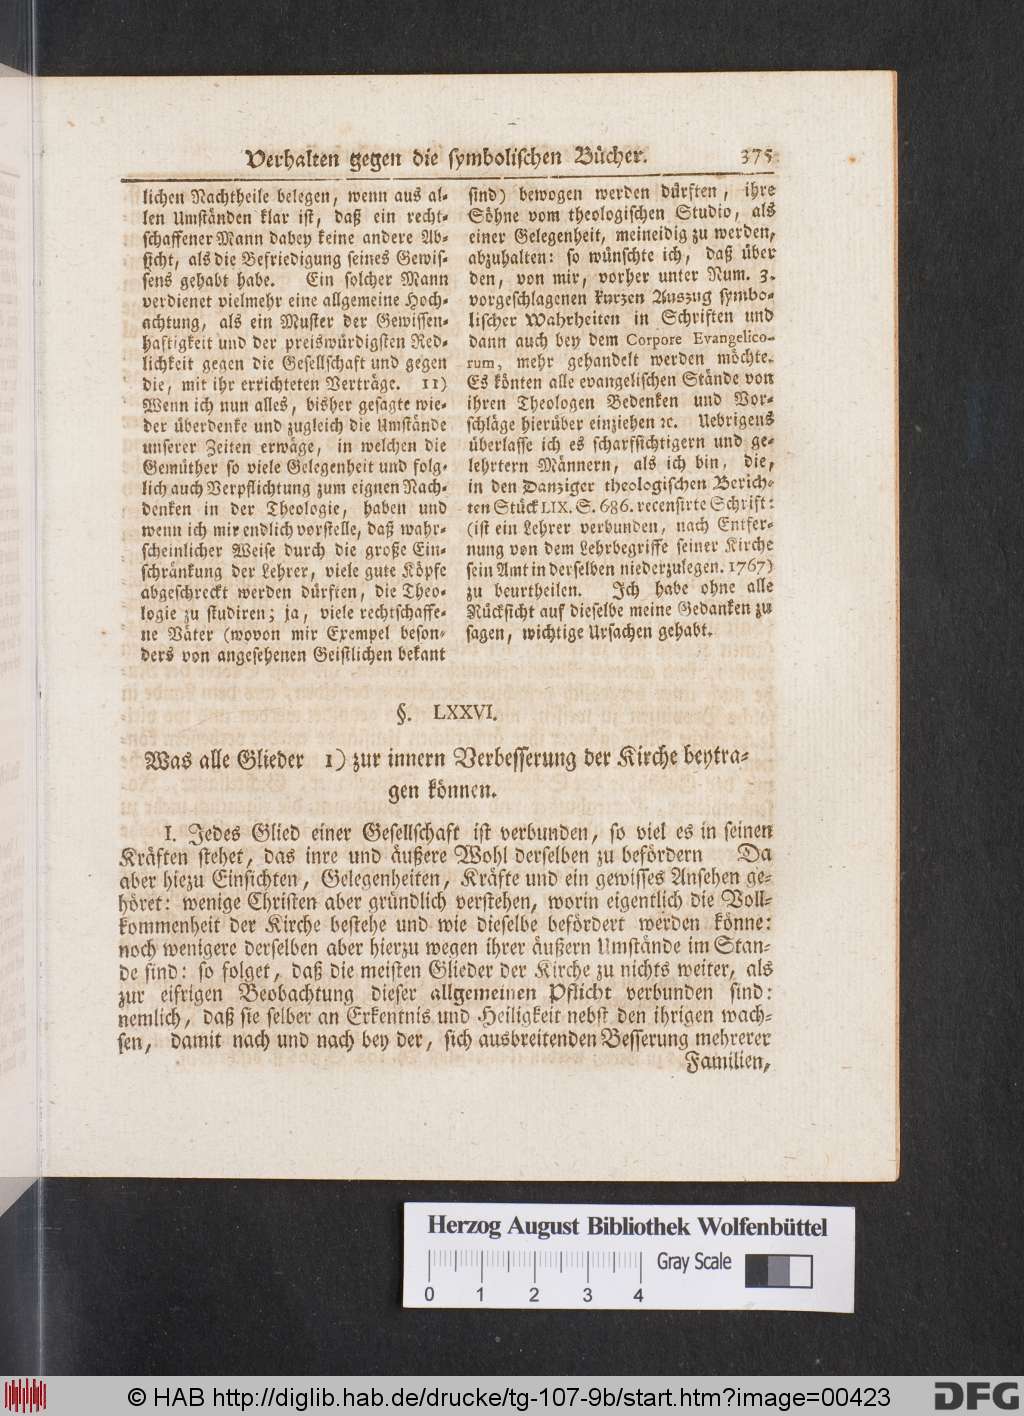 Verhalten gegen die symbolischen Bücher. 375
lichen Nachtheile belegen, wenn aus al-
len Umständen klar ist, daß ein recht-
schaffener Mann dabey keine andere Ab-
sicht, als die Befriedigung seines Gewis-
sens gehabt habe. Ein solcher Mann
verdienet vielmehr eine allgemeine Hoch-
achtung, als ein Muster der Gewissen-
haftigkeit und der preiswürdigsten Red-
lichkeit gegen die Gesellschaft und gegen
die, mit ihr errichteten Verträge. 11)
Wenn ich nun alles, bisher gesagte wie-
der überdenke und zugleich die Umstände
unserer Zeiten erwäge, in welchen die
Gemüther so viele Gelegenheit und folg-
lich auch Verpflichtung zum eignen Nach-
denken in der Theologie, haben und
wenn ich mir endlich vorstelle, daß wahr-
scheinlicher Weise durch die große Ein-
schränkung der Lehrer, viele gute Köpfe
abgeschreckt werden dürften, die Theo-
logie zu studiren; ja, viele rechtschaffe-
ne Väter (wovon mir Exempel beson-
ders von angesehenen Geistlichen bekant
sind) bewogen werden dürften, ihre
Söhne vom theologischen Studio, als
einer Gelegenheit, meineidig zu werden,
abzuhalten: so wünschte ich, daß über
den, von mir, vorher unter Num. 3.
vorgeschlagenen kurzen Auszug symbo-
lischer Wahrheiten in Schriften und
dann auch bey dem Corpore Evangelico-
rum, mehr gehandelt werden möchte.
Es könten alle evangelischen Stände von
ihren Theologen Bedenken und Vor-
schläge hierüber einziehen ꝛc. Uebrigens
überlasse ich es scharfsichtigern und ge-
lehrtern Männern, als ich bin, die,
in den Danziger theologischen Berich-
ten Stück LIX. S. 686. recensirte Schrift:
(ist ein Lehrer verbunden, nach Entfer-
nung von dem Lehrbegriffe seiner Kirche
sein Amt in derselben niederzulegen. 1767)
zu beurtheilen. Ich habe ohne alle
Rücksicht auf dieselbe meine Gedanken zu
sagen, wichtige Ursachen gehabt.
§. LXXVI.
Was alle Glieder 1) zur innern Verbesserung der Kirche beytra-
gen können.
I. Jedes Glied einer Gesellschaft ist verbunden, so viel es in seinen
Kräften stehet, das inre und äußere Wohl derselben zu befördern Da
aber hiezu Einsichten, Gelegenheiten, Kräfte und ein gewisses Ansehen ge-
höret: wenige Christen aber gründlich verstehen, worin eigentlich die Voll-
kommenheit der Kirche bestehe und wie dieselbe befördert werden könne:
noch wenigere derselben aber hierzu wegen ihrer äußern Umstände im Stan-
de sind: so folget, daß die meisten Glieder der Kirche zu nichts weiter, als
zur eifrigen Beobachtung dieser allgemeinen Pflicht verbunden sind:
nemlich, daß sie selber an Erkentnis und Heiligkeit nebst den ihrigen wach-
sen, damit nach und nach bey der, sich ausbreitenden Besserung mehrerer
Familien,
Herzog August Bibliothek Wolfenbüttel
Gray Scale
0 1 2 3 4
© HAB http://diglib.hab.de/drucke/tg-107-9b/start.htm?image=00423
DFG